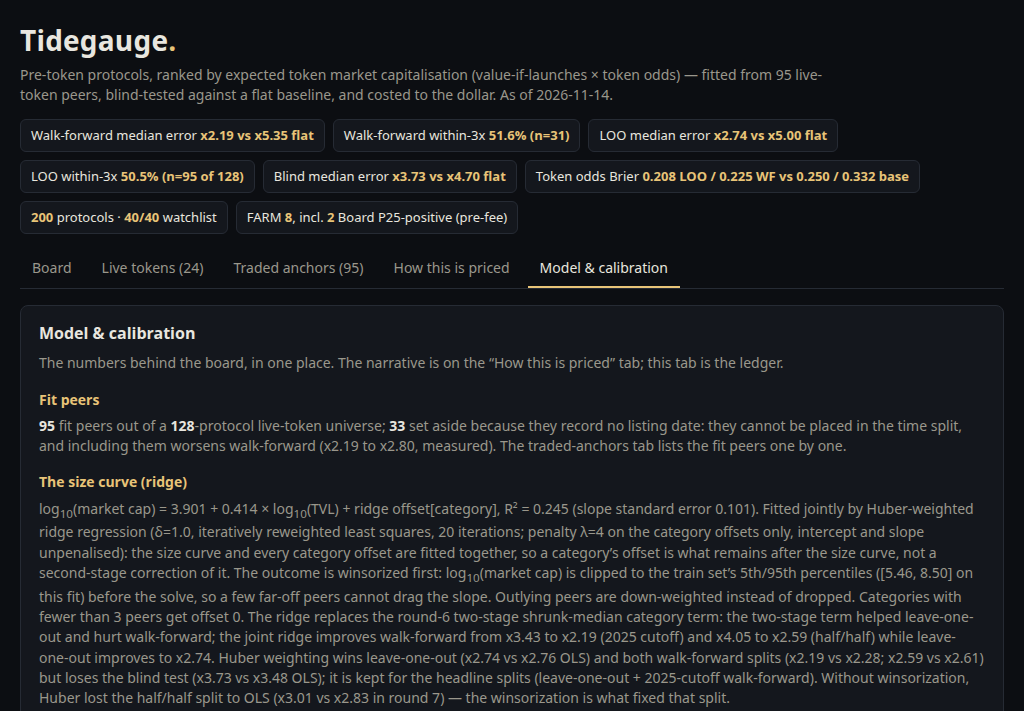 Tidegauge.
Pre-token protocols, ranked by expected token market capitalisation (value-if-launches × token odds) — fitted from 95 live-
token peers, blind-tested against a flat baseline, and costed to the dollar. As of 2026-11-14.
Walk-forward median error x2.19 vs x5.35 flat
Walk-forward within-3x 51.6% (n=31)
LOO median error x2.74 vs x5.00 flat
LOO within-3x 50.5% (n=95 of 128)
Blind median error x3.73 vs x4.70 flat
Token odds Brier 0.208 LOO / 0.225 WF vs 0.250 / 0.332 base
200 protocols · 40/40 watchlist
FARM 8, incl. 2 Board P25-positive (pre-fee)
Board
Live tokens (24)
Traded anchors (95)
How this is priced
Model & calibration
Model & calibration
The numbers behind the board, in one place. The narrative is on the “How this is priced” tab; this tab is the ledger.
Fit peers
95 fit peers out of a 128-protocol live-token universe; 33 set aside because they record no listing date: they cannot be placed in the time split,
and including them worsens walk-forward (x2.19 to x2.80, measured). The traded-anchors tab lists the fit peers one by one.
The size curve (ridge)
log10(market cap) = 3.901 + 0.414 × log10(TVL) + ridge offset[category], R² = 0.245 (slope standard error 0.101). Fitted jointly by Huber-weighted
ridge regression (δ=1.0, iteratively reweighted least squares, 20 iterations; penalty λ=4 on the category offsets only, intercept and slope
unpenalised): the size curve and every category offset are fitted together, so a category’s offset is what remains after the size curve, not a
second-stage correction of it. The outcome is winsorized first: log10(market cap) is clipped to the train set’s 5th/95th percentiles ([5.46, 8.50] on
this fit) before the solve, so a few far-off peers cannot drag the slope. Outlying peers are down-weighted instead of dropped. Categories with
fewer than 3 peers get offset 0. The ridge replaces the round-6 two-stage shrunk-median category term: the two-stage term helped leave-one-
out and hurt walk-forward; the joint ridge improves walk-forward from x3.43 to x2.19 (2025 cutoff) and x4.05 to x2.59 (half/half) while leave-
one-out improves to x2.74. Huber weighting wins leave-one-out (x2.74 vs x2.76 OLS) and both walk-forward splits (x2.19 vs x2.28; x2.59 vs x2.61)
but loses the blind test (x3.73 vs x3.48 OLS); it is kept for the headline splits (leave-one-out + 2025-cutoff walk-forward). Without winsorization,
Huber lost the half/half split to OLS (x3.01 vs x2.83 in round 7) — the winsorization is what fixed that split.